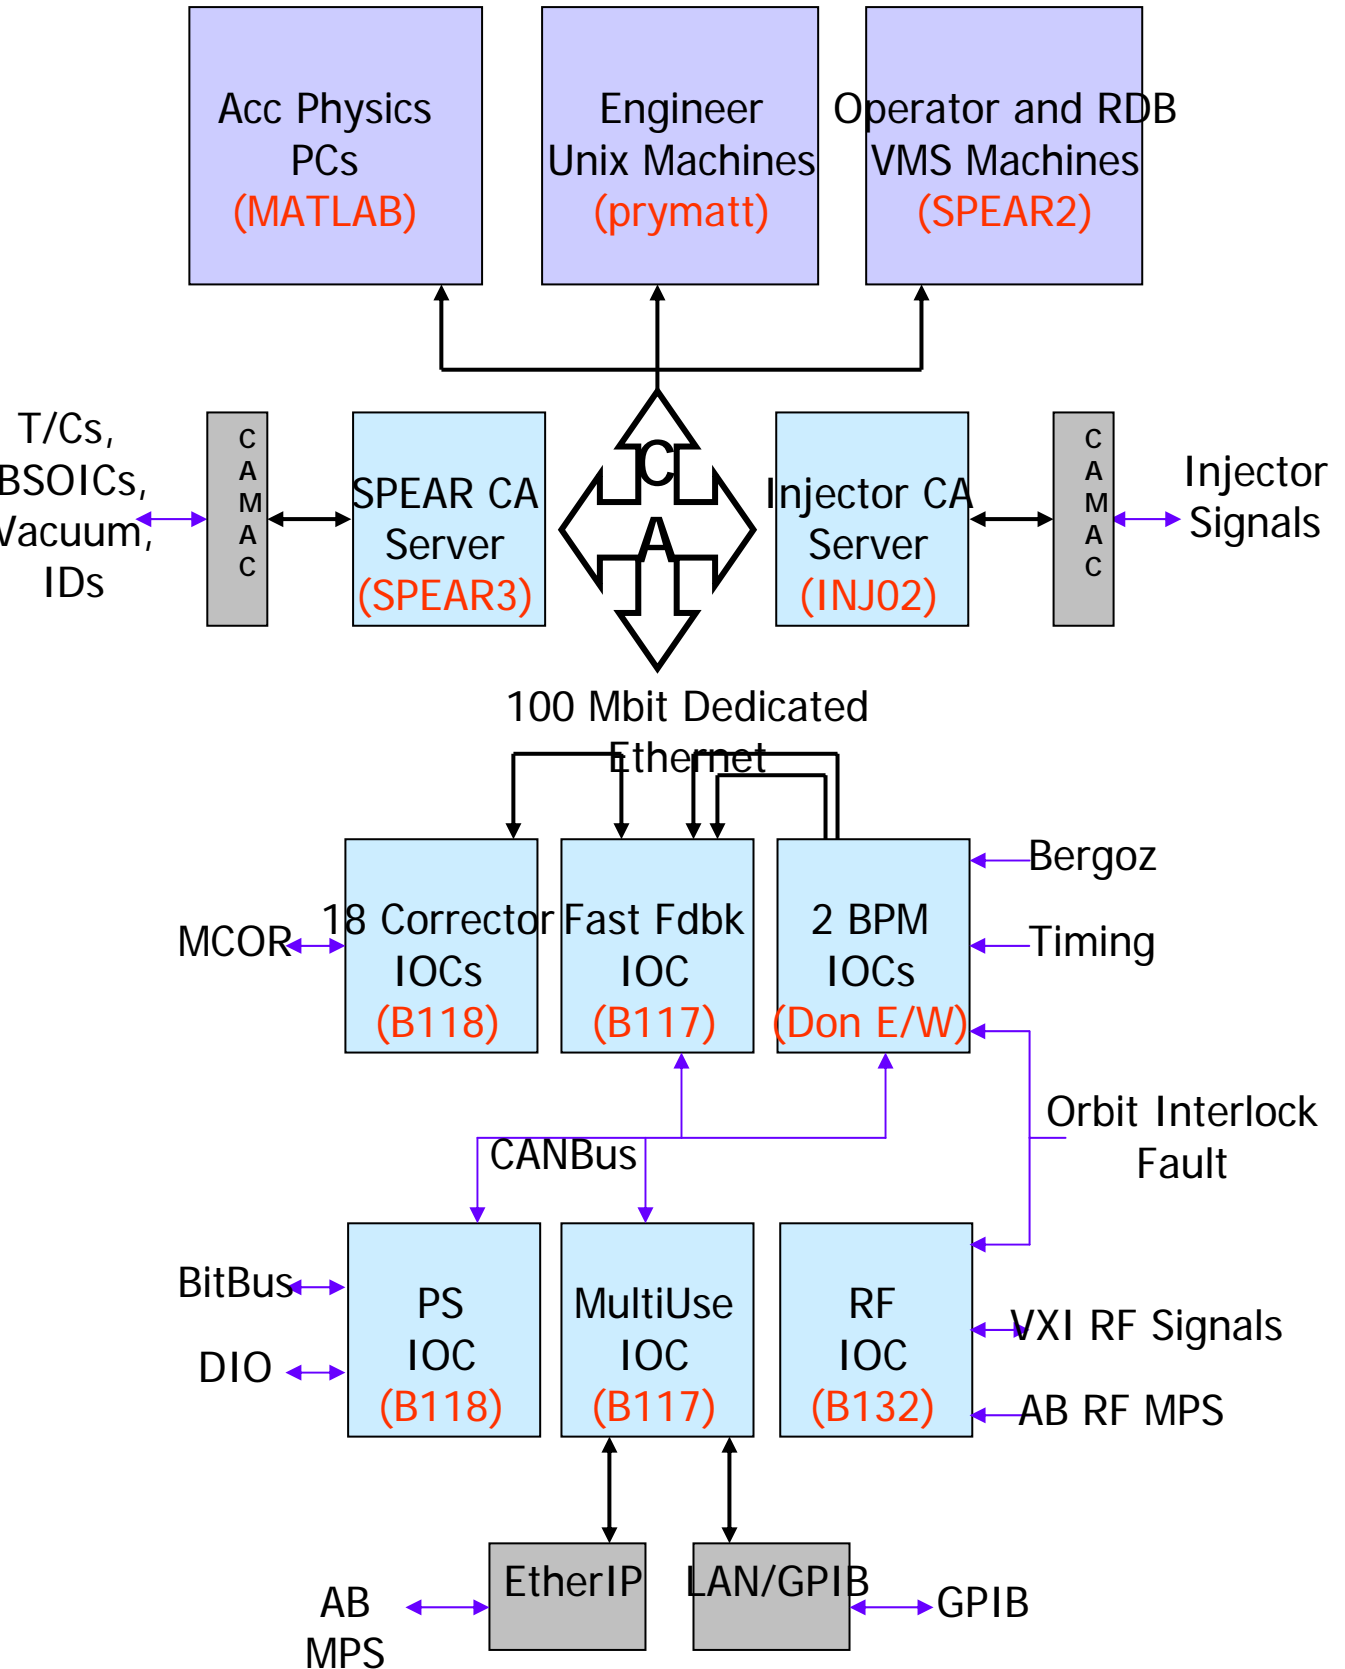 Acc Physics
PCs
(MATLAB)
Engineer
Unix Machines
(prymatt)
Operator and RDB
VMS Machines
(SPEAR2)
T/Cs,
BSOICs,
Vacuum,
IDs
C
A
M
A
C
SPEAR CA
Server
(SPEAR3)
C
A
Injector CA
Server
(INJ02)
C
A
M
A
C
Injector
Signals
100 Mbit Dedicated
Ethernet
MCOR
18 Corrector
IOCs
(B118)
Fast Fdbk
IOC
(B117)
2 BPM
IOCs
(Don E/W)
Bergoz
Timing
Orbit Interlock
Fault
CANBus
BitBus
DIO
PS
IOC
(B118)
MultiUse
IOC
(B117)
RF
IOC
(B132)
VXI RF Signals
AB RF MPS
AB
MPS
EtherIP
LAN/GPIB
GPIB